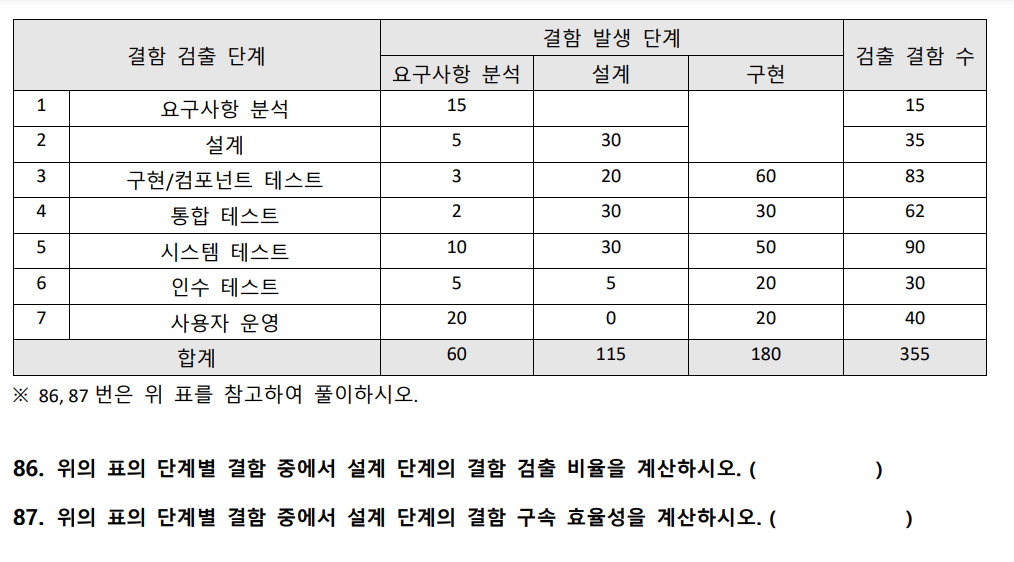 결함 검출 단계 결함 발생 단계 검출 결함 수
요구사항 분석 설계 구현
1 요구사항 분석 15 15
2 설계 5 30 35
3 구현/컴포넌트 테스트 3 20 60 83
4 통합 테스트 2 30 30 62
5 시스템 테스트 10 30 50 90
6 인수 테스트 5 5 20 30
7 사용자 운영 20 0 20 40
합계 60 115 180 355
※ 86, 87 번은 위 표를 참고하여 풀이하시오.
86. 위의 표의 단계별 결함 중에서 설계 단계의 결함 검출 비율을 계산하시오. ( )
87. 위의 표의 단계별 결함 중에서 설계 단계의 결함 구속 효율성을 계산하시오. ( )